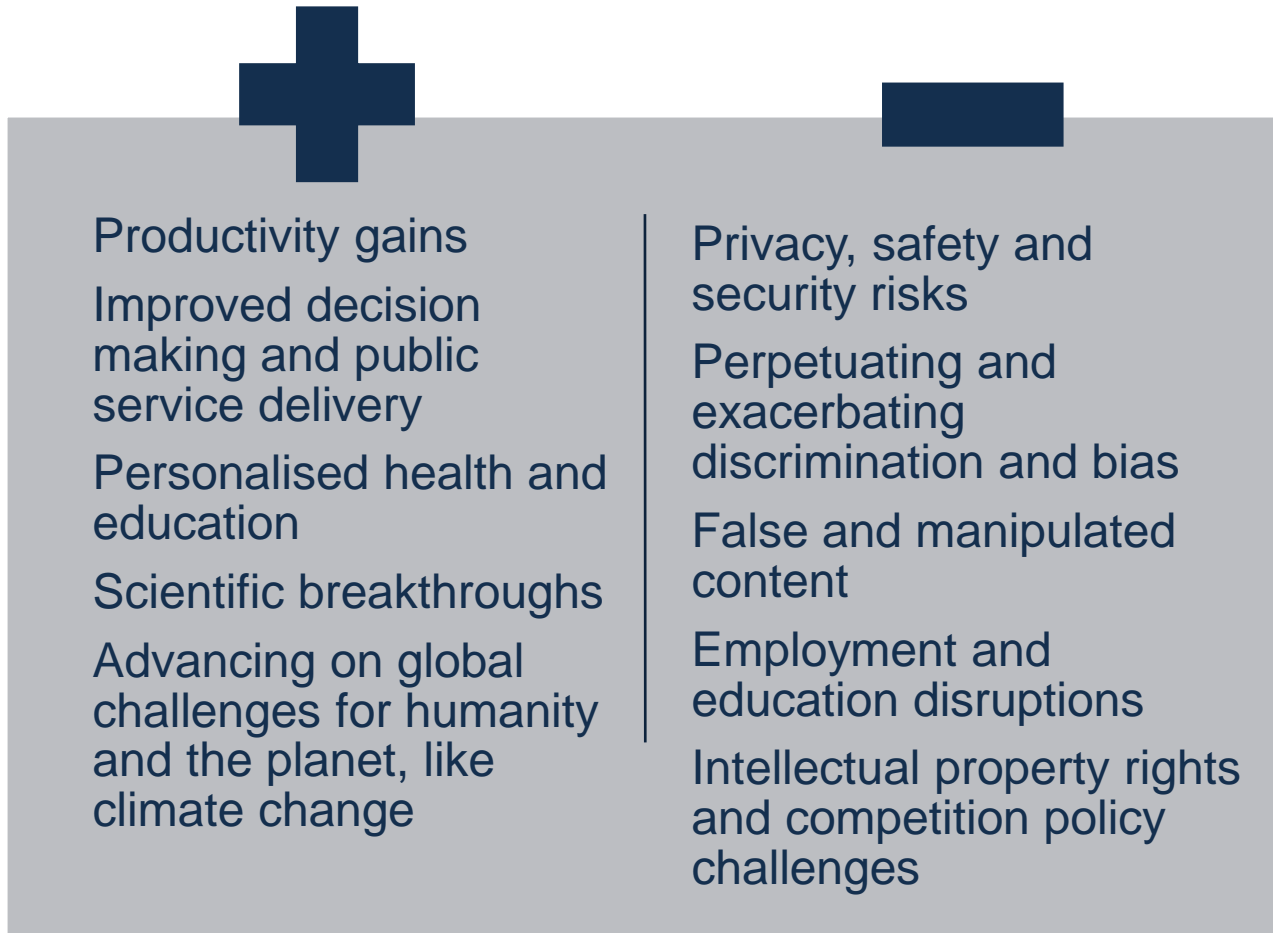 Productivity gains
Improved decision
making and public
service delivery
Personalised health and
education
Scientific breakthroughs
Advancing on global
challenges for humanity
and the planet, like
climate change
Privacy, safety and
security risks
Perpetuating and
exacerbating
discrimination and bias
False and manipulated
content
Employment and
education disruptions
Intellectual property rights
and competition policy
challenges